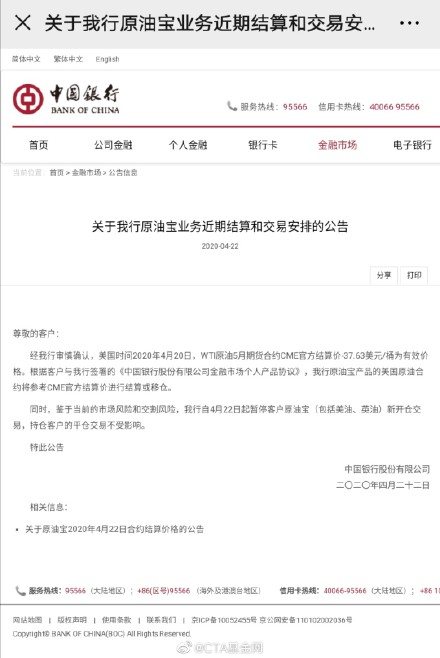 关于我行原油宝业务近期结算和交易安...
简体中文 繁体中文 English
中国银行
BANK OF CHINA
服务热线：95566 信用卡热线：40066 95566
首页 公司金融 个人金融 银行卡 金融市场 电子银行
当前位置：首页 > 金融市场 > 公告信息
关于我行原油宝业务近期结算和交易安排的公告
2020-04-22
分享 打印
尊敬的客户：
经我行审慎确认，美国时间2020年4月20日，WTI原油5月期货合约CME官方结算价-37.63美元/桶为有效价
格。根据客户与我行签署的《中国银行股份有限公司金融市场个人产品协议》，我行原油宝产品的美国原油合
约将参考CME官方结算价进行结算或移仓。
同时，鉴于当前的市场风险和交割风险，我行自4月22日起暂停客户原油宝（包括美油、英油）新开仓交
易，持仓客户的平仓交易不受影响。
特此公告
中国银行股份有限公司
二〇二〇年四月二十二日
相关信息：
关于原油宝2020年4月22日合约结算价格的公告
服务热线：95566（大陆地区）；+86(区号)95566（海外及港澳台地区） 信用卡热线：40066-95566（大陆地区）；+86 10
网站地图 | 版权声明 | 使用条款 | 联系我们 | 京ICP备10052455号 京公网安备110102002036号
Copyright© BANK OF CHINA(BOC) All Rights Reserved.
@CTA基金网